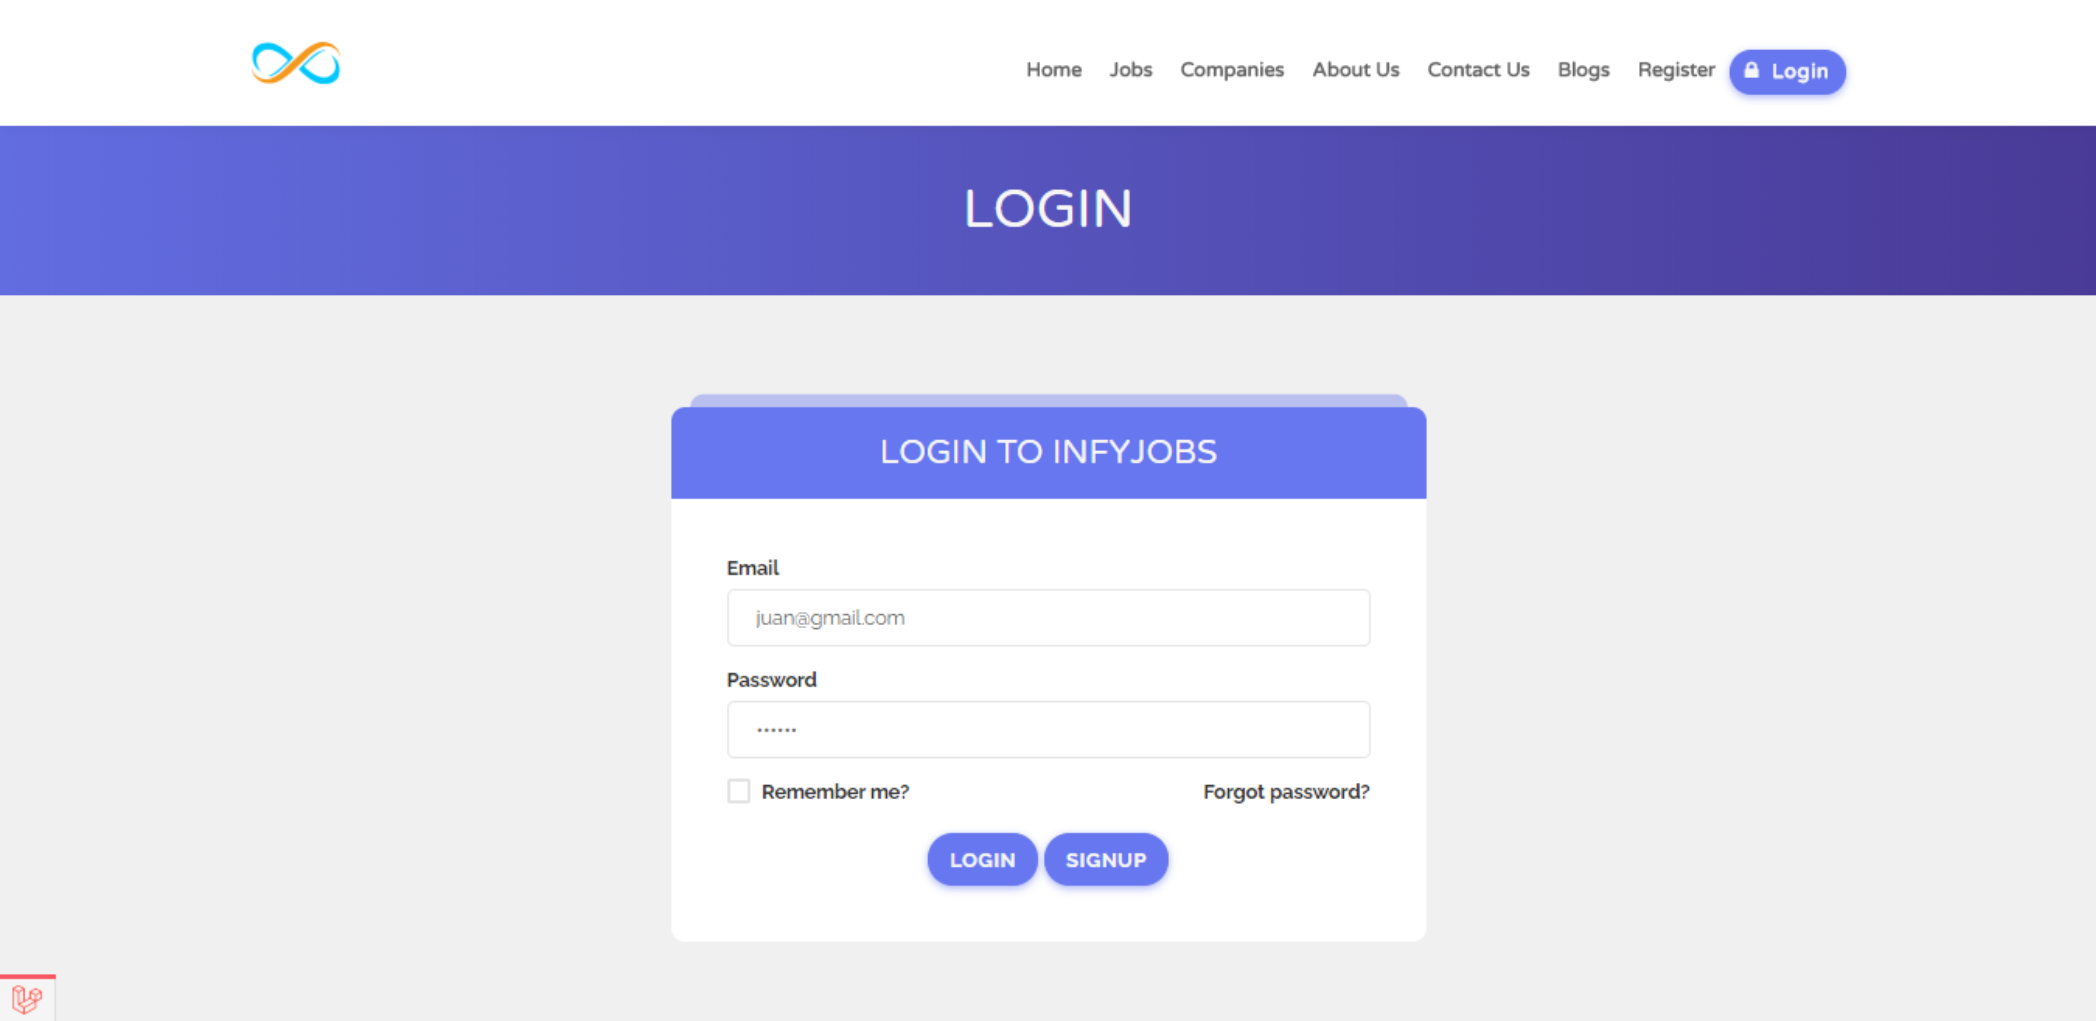 Home Jobs Companies About Us Contact Us Blogs Register Login
LOGIN
LOGIN TO INFYJOBS
Email
juan@gmail.com
Password
••••••
Remember me? Forgot password?
LOGIN SIGNUP